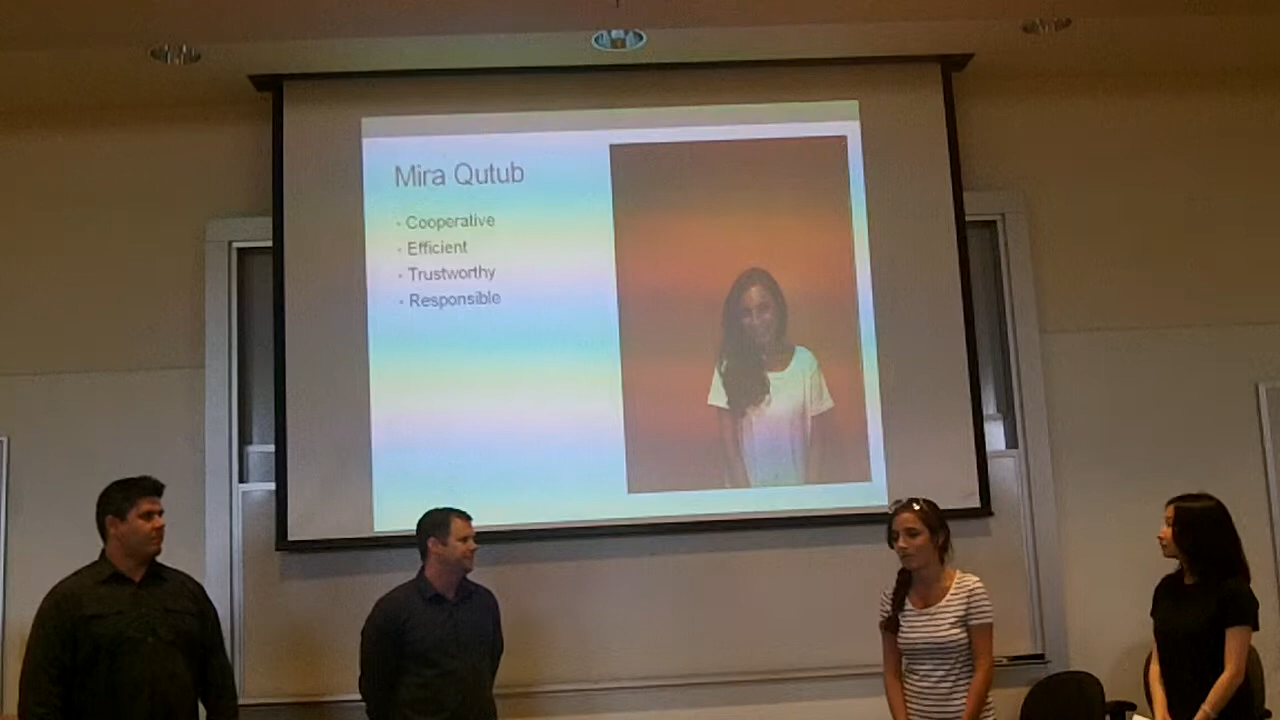 Mira Qutub
- Cooperative
- Efficient
- Trustworthy
- Responsible